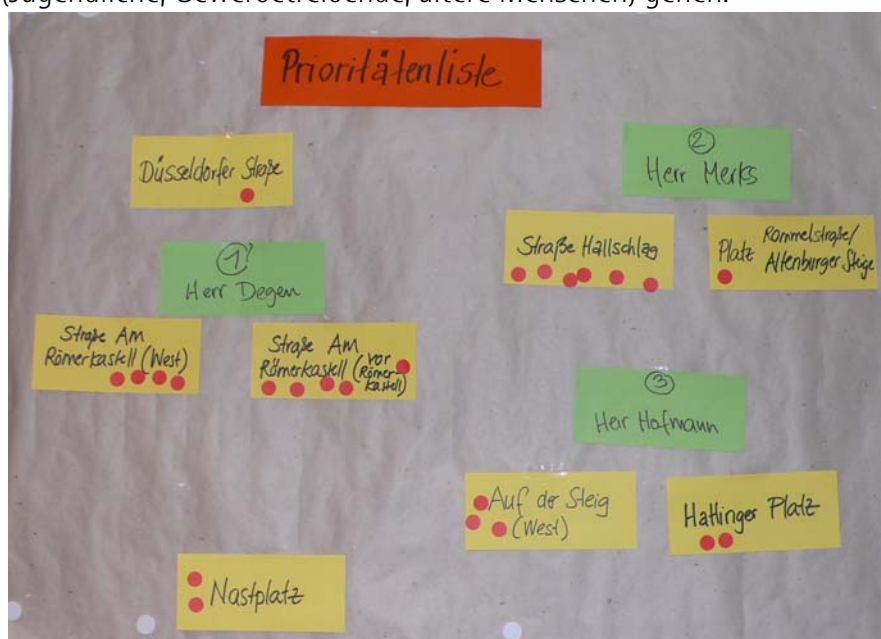 (Jugendliche, Gewerbetreibende, ältere Menschen) gehen.
Prioritätenliste
Düsseldorfer Straße
1
Herr Degen
Straße Am
Römerkastell (West)
Straße Am
Römerkastell (vor
Römer-
kastell)
2
Herr Merks
Straße Hallschlag
Platz Rommelstraße/
Altenburger Steige
3
Herr Hofmann
Auf der Steig
(West)
Hattinger Platz
Nastplatz